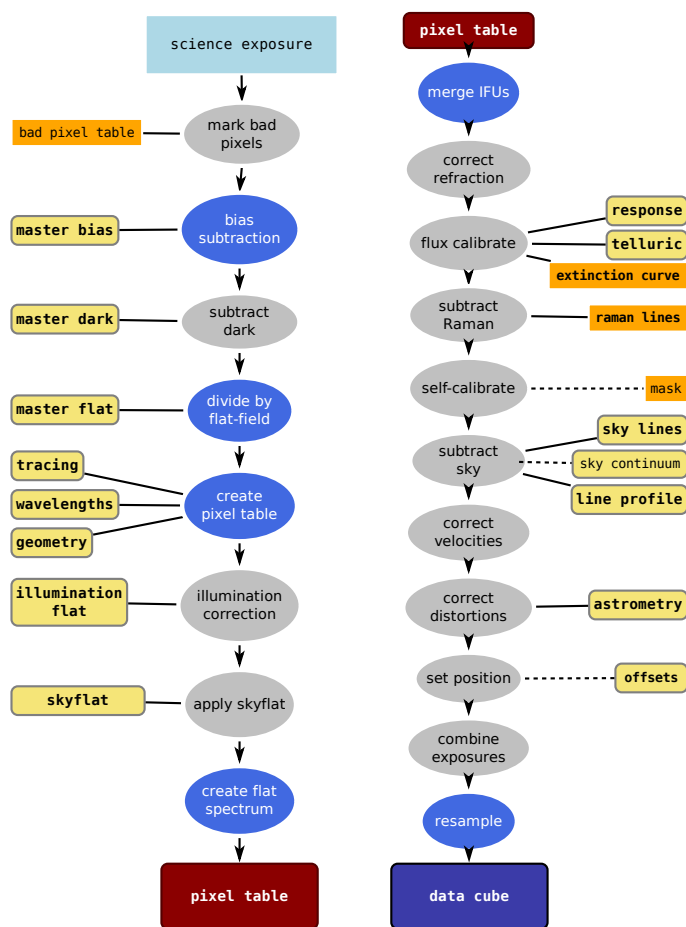 science exposure
bad pixel table
mark bad
pixels
master bias
bias
subtraction
master dark
subtract
dark
master flat
divide by
flat-field
tracing
wavelengths
geometry
create
pixel table
illumination
flat
illumination
correction
skyflat
apply skyflat
create flat
spectrum
pixel table
pixel table
merge IFUs
correct
refraction
flux calibrate
response
telluric
extinction curve
subtract
Raman
raman lines
self-calibrate
mask
subtract
sky
sky lines
sky continuum
line profile
correct
velocities
correct
distortions
astrometry
set position
offsets
combine
exposures
resample
data cube